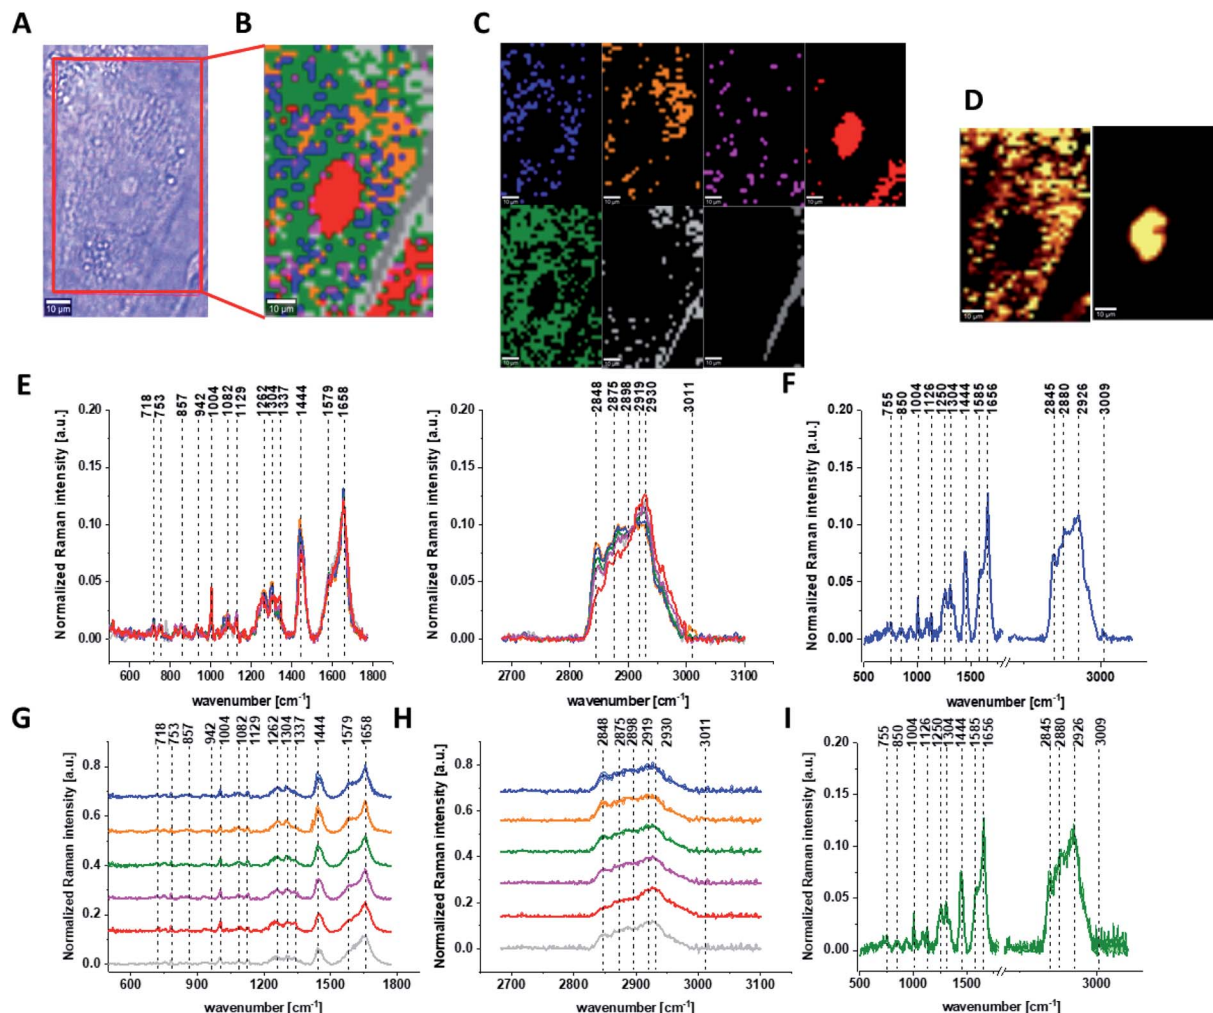 A
B
C
D
10 µm
10 µm
10 µm
10 µm
10 µm
10 µm
10 µm
10 µm
10 µm
10 µm
10 µm
E
718
753
857
942
1004
1082
1129
1262
1304
1337
1444
1579
1658
0.20
0.15
0.10
0.05
0.00
Normalized Raman intensity [a.u.]
600 800 1000 1200 1400 1600 1800
wavenumber [cm⁻¹]
2848
2875
2898
2919
2930
3011
0.20
0.15
0.10
0.05
0.00
Normalized Raman intensity [a.u.]
2700 2800 2900 3000 3100
wavenumber [cm⁻¹]
F
755
850
1004
1126
1250
1304
1444
1585
1656
2845
2880
2926
3009
0.20
0.15
0.10
0.05
0.00
Normalized Raman intensity [a.u.]
500 1000 1500 3000
wavenumber [cm⁻¹]
G
718
753
857
942
1004
1082
1129
1262
1304
1337
1444
1579
1658
0.8
0.6
0.4
0.2
0.0
Normalized Raman intensity [a.u.]
600 900 1200 1500 1800
wavenumber [cm⁻¹]
H
2848
2875
2898
2919
2930
3011
0.8
0.6
0.4
0.2
0.0
Normalized Raman intensity [a.u.]
2700 2800 2900 3000 3100
wavenumber [cm⁻¹]
I
755
850
1004
1126
1250
1304
1444
1585
1656
2845
2880
2926
3009
0.20
0.15
0.10
0.05
0.00
Normalized Raman intensity [a.u.]
500 1000 1500 3000
wavenumber [cm⁻¹]